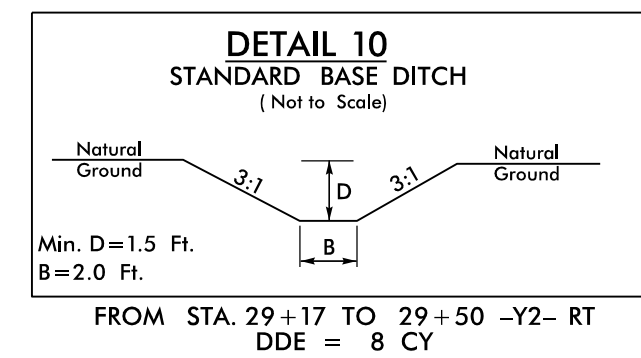 DETAIL 10
STANDARD BASE DITCH
( Not to Scale)
Natural
Ground
3:1
D
3:1
Natural
Ground
Min. D=1.5 Ft.
B=2.0 Ft.
B
FROM STA. 29+17 TO 29+50 -Y2- RT
DDE = 8 CY